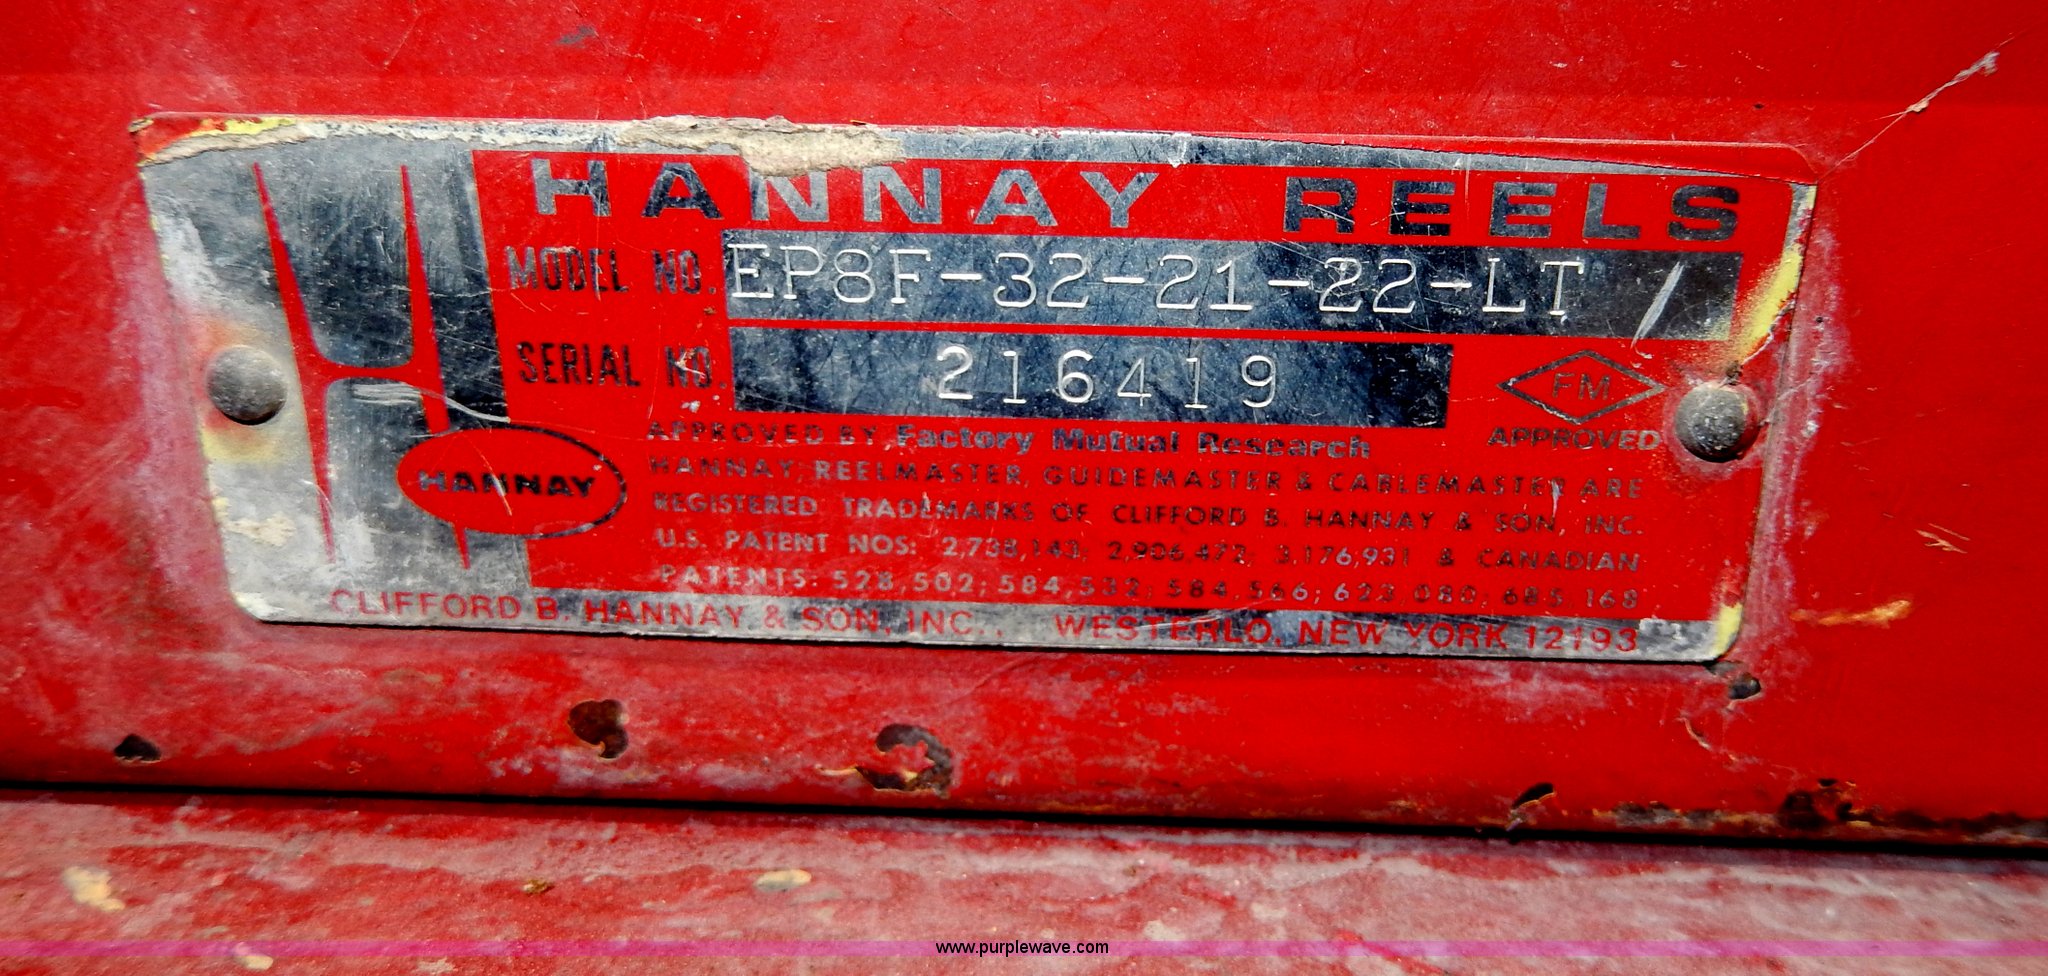 HANNAY REELS
MODEL NO. EP8F-32-21-22-LT
SERIAL NO. 216419
FM
APPROVED
HANNAY
APPROVED BY Factory Mutual Research
HANNAY, REELMASTER, GUIDEMASTER & CABLEMASTER ARE
REGISTERED TRADEMARKS OF CLIFFORD B. HANNAY & SON, INC.
U.S. PATENT NOS: 2,738,143; 2,906,472; 3,176,931 & CANADIAN
PATENTS: 528,502; 584,532; 584,566; 623,080; 685,168
CLIFFORD B. HANNAY & SON, INC., WESTERLO, NEW YORK 12193
www.purplewave.com